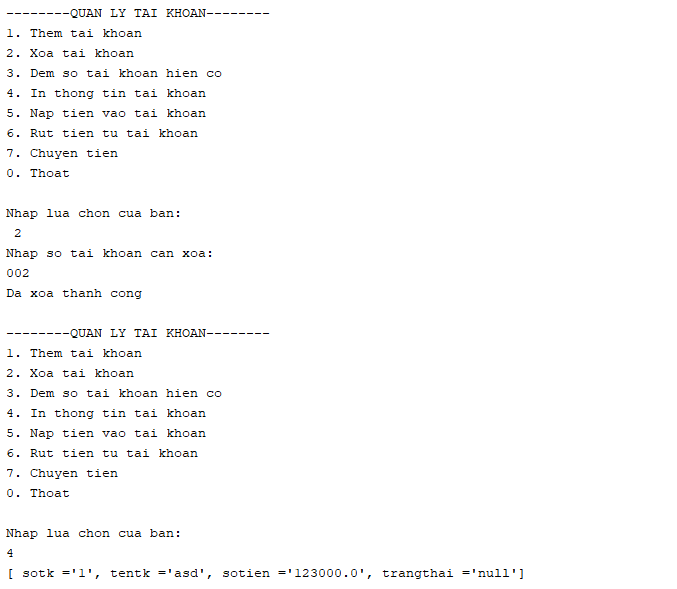 --------QUAN LY TAI KHOAN--------
1. Them tai khoan
2. Xoa tai khoan
3. Dem so tai khoan hien co
4. In thong tin tai khoan
5. Nap tien vao tai khoan
6. Rut tien tu tai khoan
7. Chuyen tien
0. Thoat
Nhap lua chon cua ban:
2
Nhap so tai khoan can xoa:
002
Da xoa thanh cong
--------QUAN LY TAI KHOAN--------
1. Them tai khoan
2. Xoa tai khoan
3. Dem so tai khoan hien co
4. In thong tin tai khoan
5. Nap tien vao tai khoan
6. Rut tien tu tai khoan
7. Chuyen tien
0. Thoat
Nhap lua chon cua ban:
4
[ sotk ='1', tentk ='asd', sotien ='123000.0', trangthai ='null']